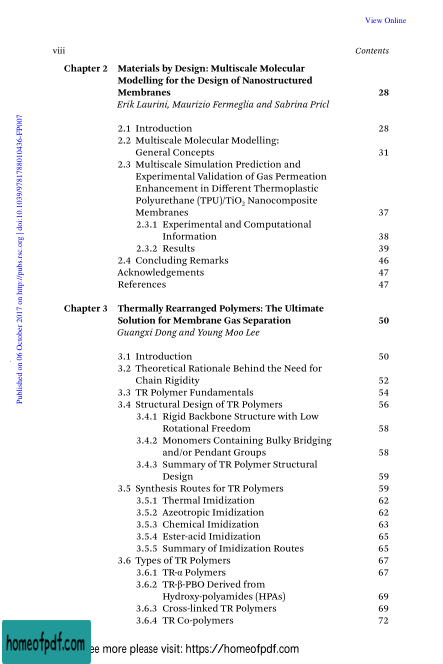 View Online
viii Contents
Chapter 2 Materials by Design: Multiscale Molecular
Modelling for the Design of Nanostructured
Membranes 28
Erik Laurini, Maurizio Fermeglia and Sabrina Pricl
2.1 Introduction 28
2.2 Multiscale Molecular Modelling:
General Concepts 31
2.3 Multiscale Simulation Prediction and
Experimental Validation of Gas Permeation
Enhancement in Different Thermoplastic
Polyurethane (TPU)/TiO₂ Nanocomposite
Membranes 37
2.3.1 Experimental and Computational
Information 38
2.3.2 Results 39
2.4 Concluding Remarks 46
Acknowledgements 47
References 47
Chapter 3 Thermally Rearranged Polymers: The Ultimate
Solution for Membrane Gas Separation 50
Guangxi Dong and Young Moo Lee
3.1 Introduction 50
3.2 Theoretical Rationale Behind the Need for
Chain Rigidity 52
3.3 TR Polymer Fundamentals 54
3.4 Structural Design of TR Polymers 56
3.4.1 Rigid Backbone Structure with Low
Rotational Freedom 58
3.4.2 Monomers Containing Bulky Bridging
and/or Pendant Groups 58
3.4.3 Summary of TR Polymer Structural
Design 59
3.5 Synthesis Routes for TR Polymers 59
3.5.1 Thermal Imidization 62
3.5.2 Azeotropic Imidization 62
3.5.3 Chemical Imidization 63
3.5.4 Ester-acid Imidization 65
3.5.5 Summary of Imidization Routes 65
3.6 Types of TR Polymers 67
3.6.1 TR-α Polymers 67
3.6.2 TR-β-PBO Derived from
Hydroxy-polyamides (HPAs) 69
3.6.3 Cross-linked TR Polymers 69
3.6.4 TR Co-polymers 72
Published on 06 October 2017 on http://pubs.rsc.org | doi:10.1039/9781788010436-FP007
homeofpdf.com
more please visit: https://homeofpdf.com